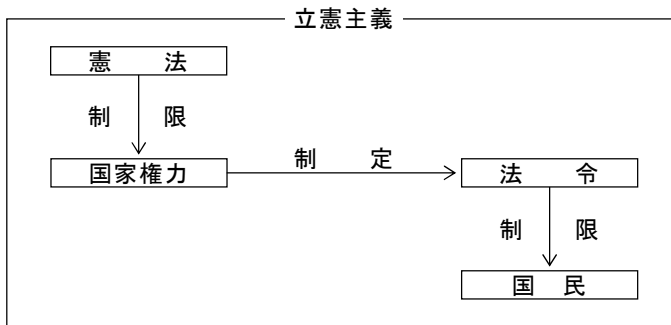 立憲主義
憲　法
制　限
国家権力
制　定
法　令
制　限
国　民